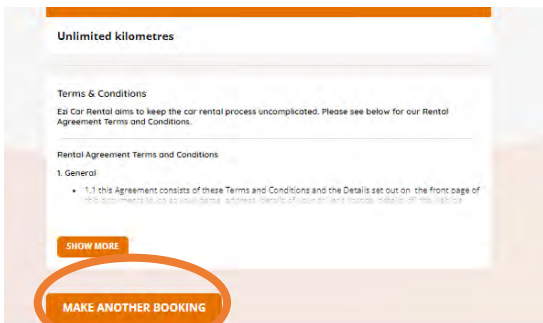 Unlimited kilometres
Terms & Conditions
Ezi Car Rental aims to keep the car rental process uncomplicated. Please see below for our Rental
Agreement Terms and Conditions.
Rental Agreement Terms and Conditions
1. General
• 1.1 this Agreement consists of these Terms and Conditions and the Details set out on the front page of
SHOW MORE
MAKE ANOTHER BOOKING